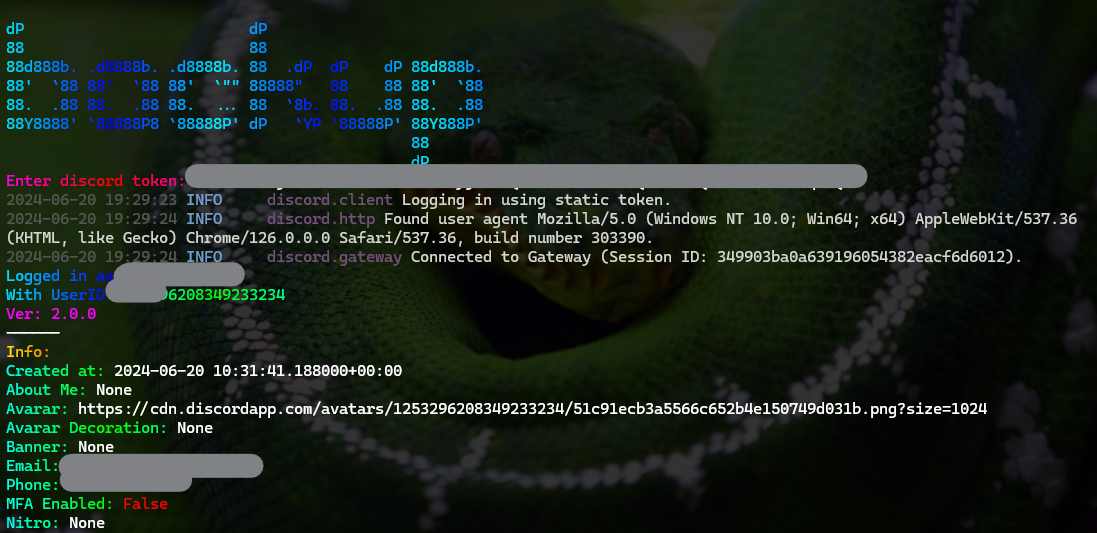 dP                         dP
88                         88
88d888b. .d8888b. .d8888b. 88  .dP  dP    dP 88d888b.
88'  `88 88'  `88 88'  `"" 88888"   88    88 88'  `88
88.  .88 88.  .88 88.  ... 88  `8b. 88.  .88 88.  .88
88Y8888' `88888P8 `88888P' dP   `YP `88888P' 88Y888P'
88
dP
Enter discord token:
2024-06-20 19:29:23 INFO     discord.client Logging in using static token.
2024-06-20 19:29:24 INFO     discord.http Found user agent Mozilla/5.0 (Windows NT 10.0; Win64; x64) AppleWebKit/537.36
(KHTML, like Gecko) Chrome/126.0.0.0 Safari/537.36, build number 303390.
2024-06-20 19:29:24 INFO     discord.gateway Connected to Gateway (Session ID: 349903ba0a639196054382eacf6d6012).
Logged in as
With UserID 96208349233234
Ver: 2.0.0
------
Info:
Created at: 2024-06-20 10:31:41.188000+00:00
About Me: None
Avarar: https://cdn.discordapp.com/avatars/1253296208349233234/51c91ecb3a5566c652b4e150749d031b.png?size=1024
Avarar Decoration: None
Banner: None
Email:
Phone:
MFA Enabled: False
Nitro: None